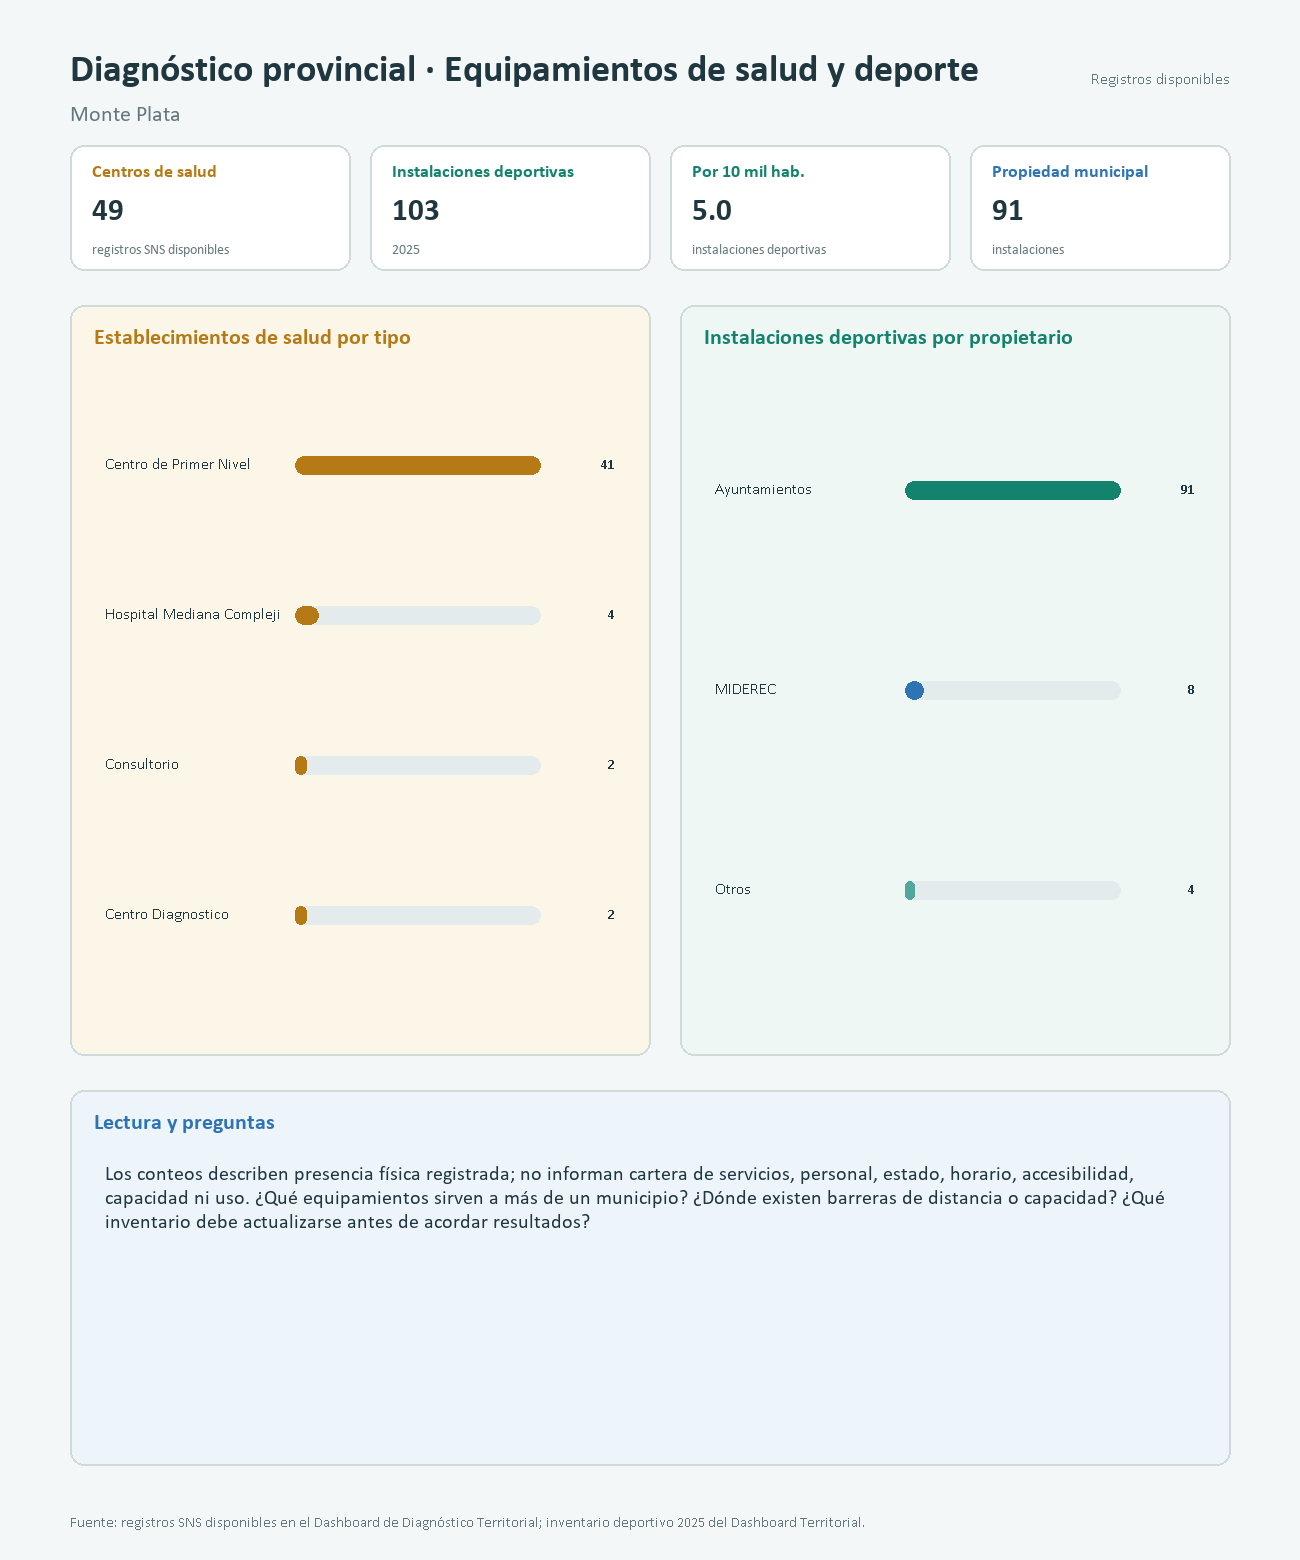 Diagnóstico provincial · Equipamientos de salud y deporte
Registros disponibles
Monte Plata
Centros de salud
49
registros SNS disponibles
Instalaciones deportivas
103
2025
Por 10 mil hab.
5.0
instalaciones deportivas
Propiedad municipal
91
instalaciones
Establecimientos de salud por tipo
Centro de Primer Nivel 41
Hospital Mediana Compleji 4
Consultorio 2
Centro Diagnostico 2
Instalaciones deportivas por propietario
Ayuntamientos 91
MIDEREC 8
Otros 4
Lectura y preguntas
Los conteos describen presencia física registrada; no informan cartera de servicios, personal, estado, horario, accesibilidad,
capacidad ni uso. ¿Qué equipamientos sirven a más de un municipio? ¿Dónde existen barreras de distancia o capacidad? ¿Qué
inventario debe actualizarse antes de acordar resultados?
Fuente: registros SNS disponibles en el Dashboard de Diagnóstico Territorial; inventario deportivo 2025 del Dashboard Territorial.